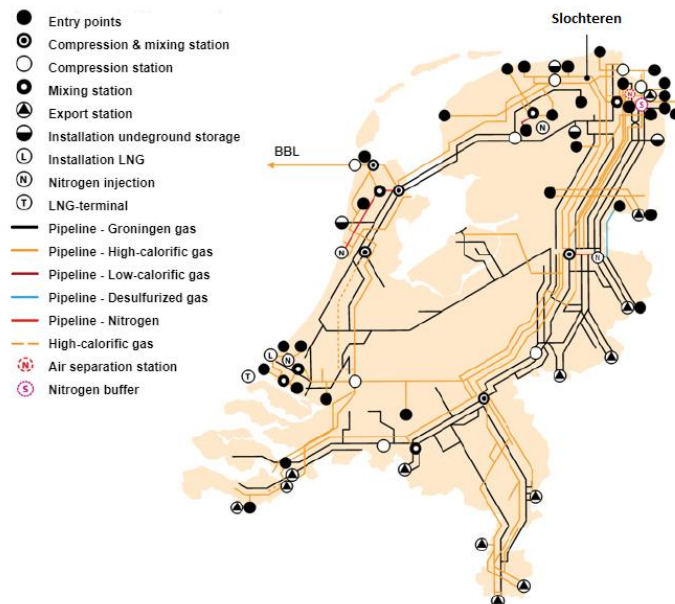 Entry points
Compression & mixing station
Compression station
Mixing station
Export station
Installation undeground storage
L Installation LNG
N Nitrogen injection
T LNG-terminal
Pipeline - Groningen gas
Pipeline - High-calorific gas
Pipeline - Low-calorific gas
Pipeline - Desulfurized gas
Pipeline - Nitrogen
High-calorific gas
N Air separation station
S Nitrogen buffer
Slochteren
N
S
N
BBL
N
N
L
N
T